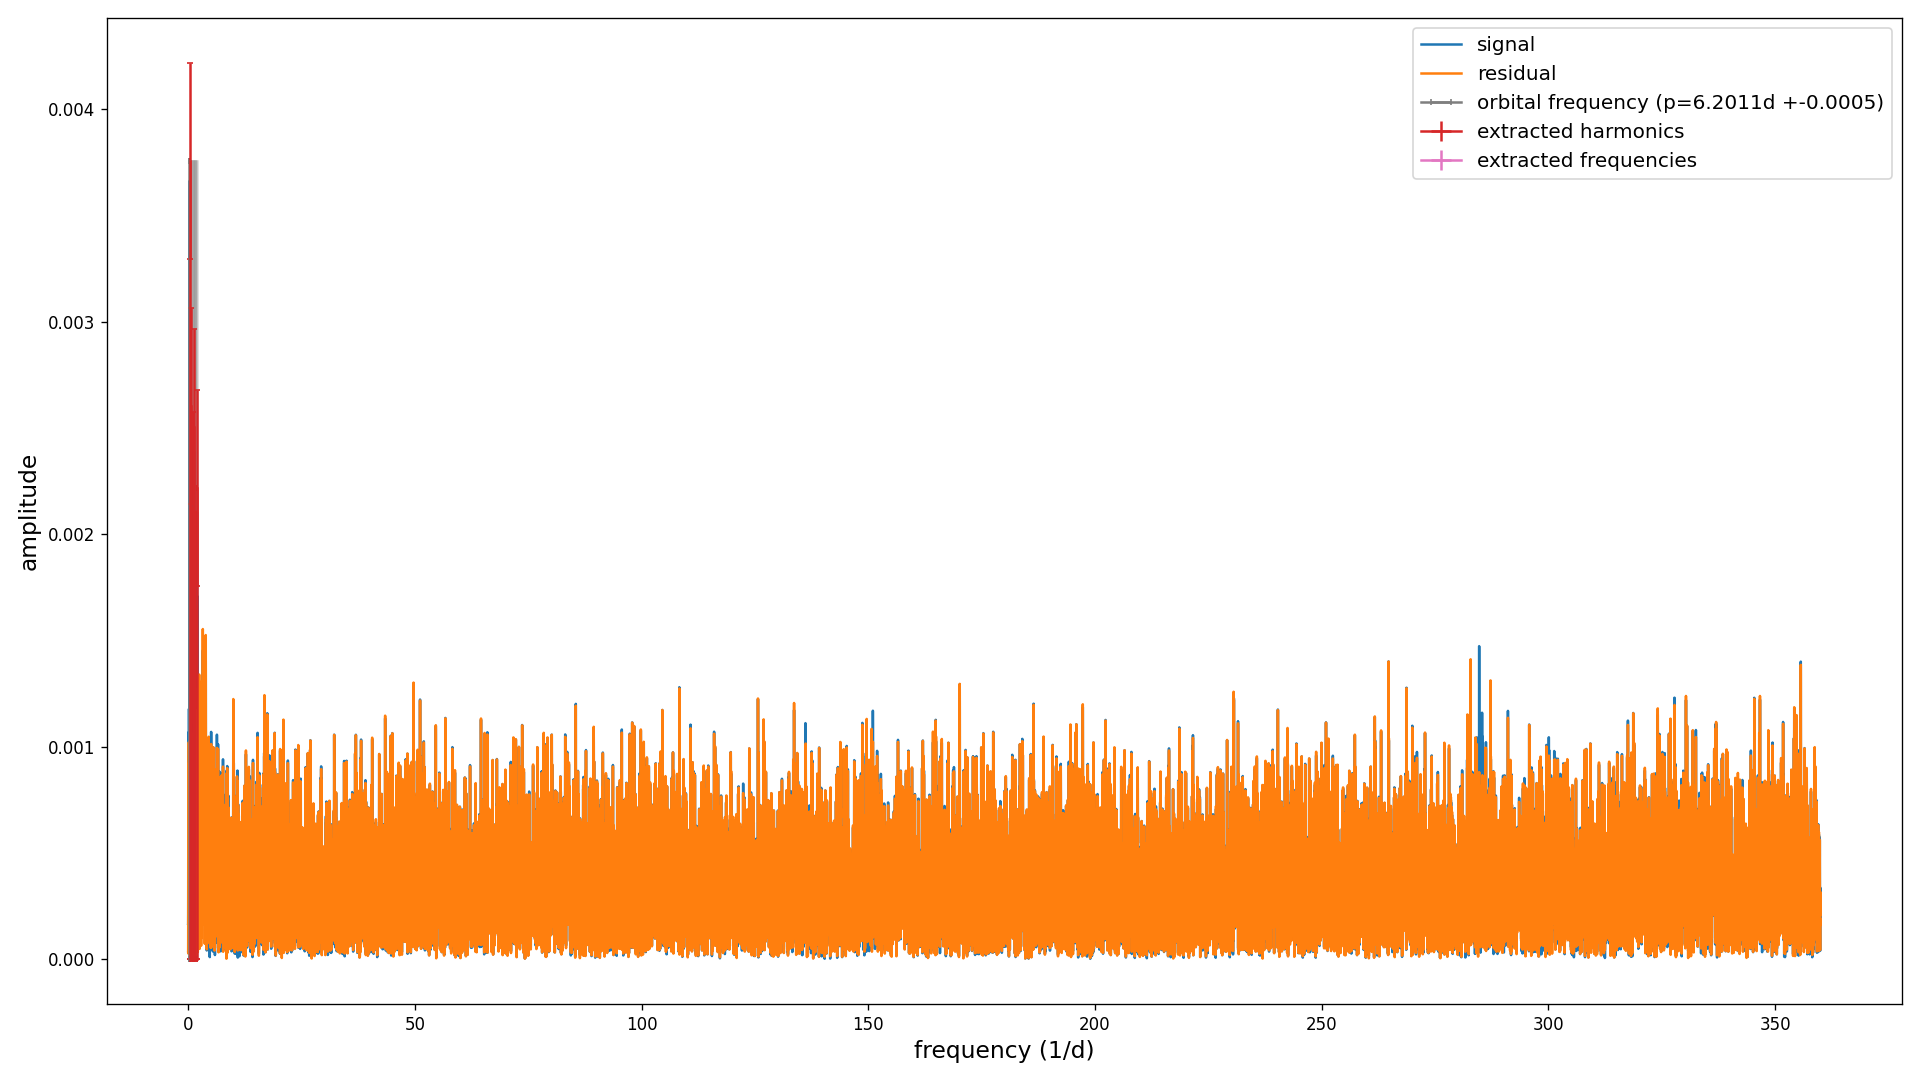 signal
residual
orbital frequency (p=6.2011d +-0.0005)
extracted harmonics
extracted frequencies
0.004
0.003
0.002
0.001
0.000
amplitude
0 50 100 150 200 250 300 350
frequency (1/d)